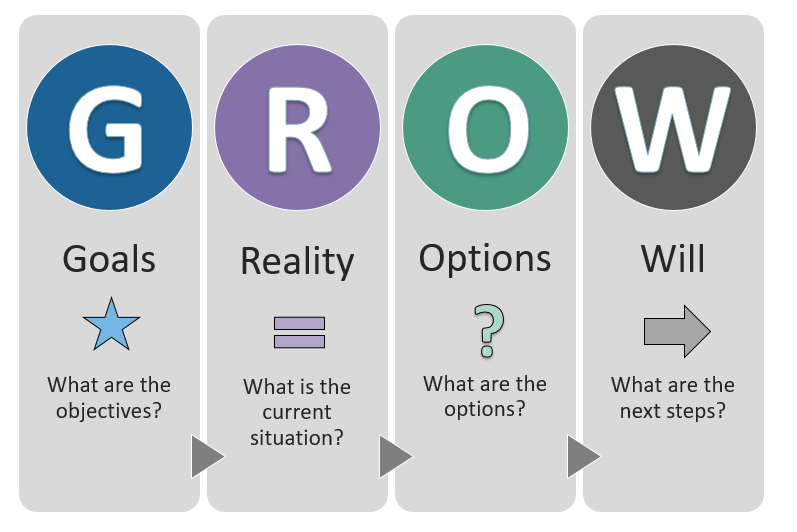 G
Goals
What are the
objectives?
R
Reality
What is the
current
situation?
O
Options
?
What are the
options?
W
Will
What are the
next steps?